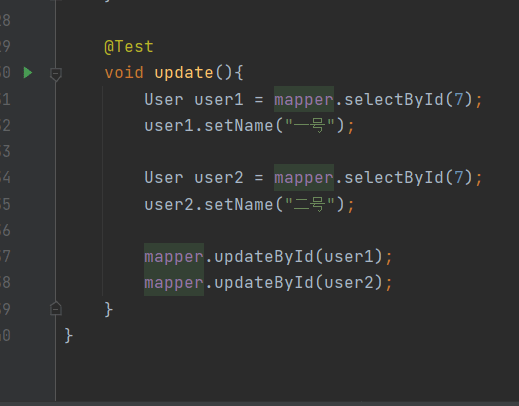 28 }
29 @Test
30 void update(){
31 User user1 = mapper.selectById(7);
32 user1.setName("一号");
33
34 User user2 = mapper.selectById(7);
35 user2.setName("二号");
36
37 mapper.updateById(user1);
38 mapper.updateById(user2);
39 }
40 }